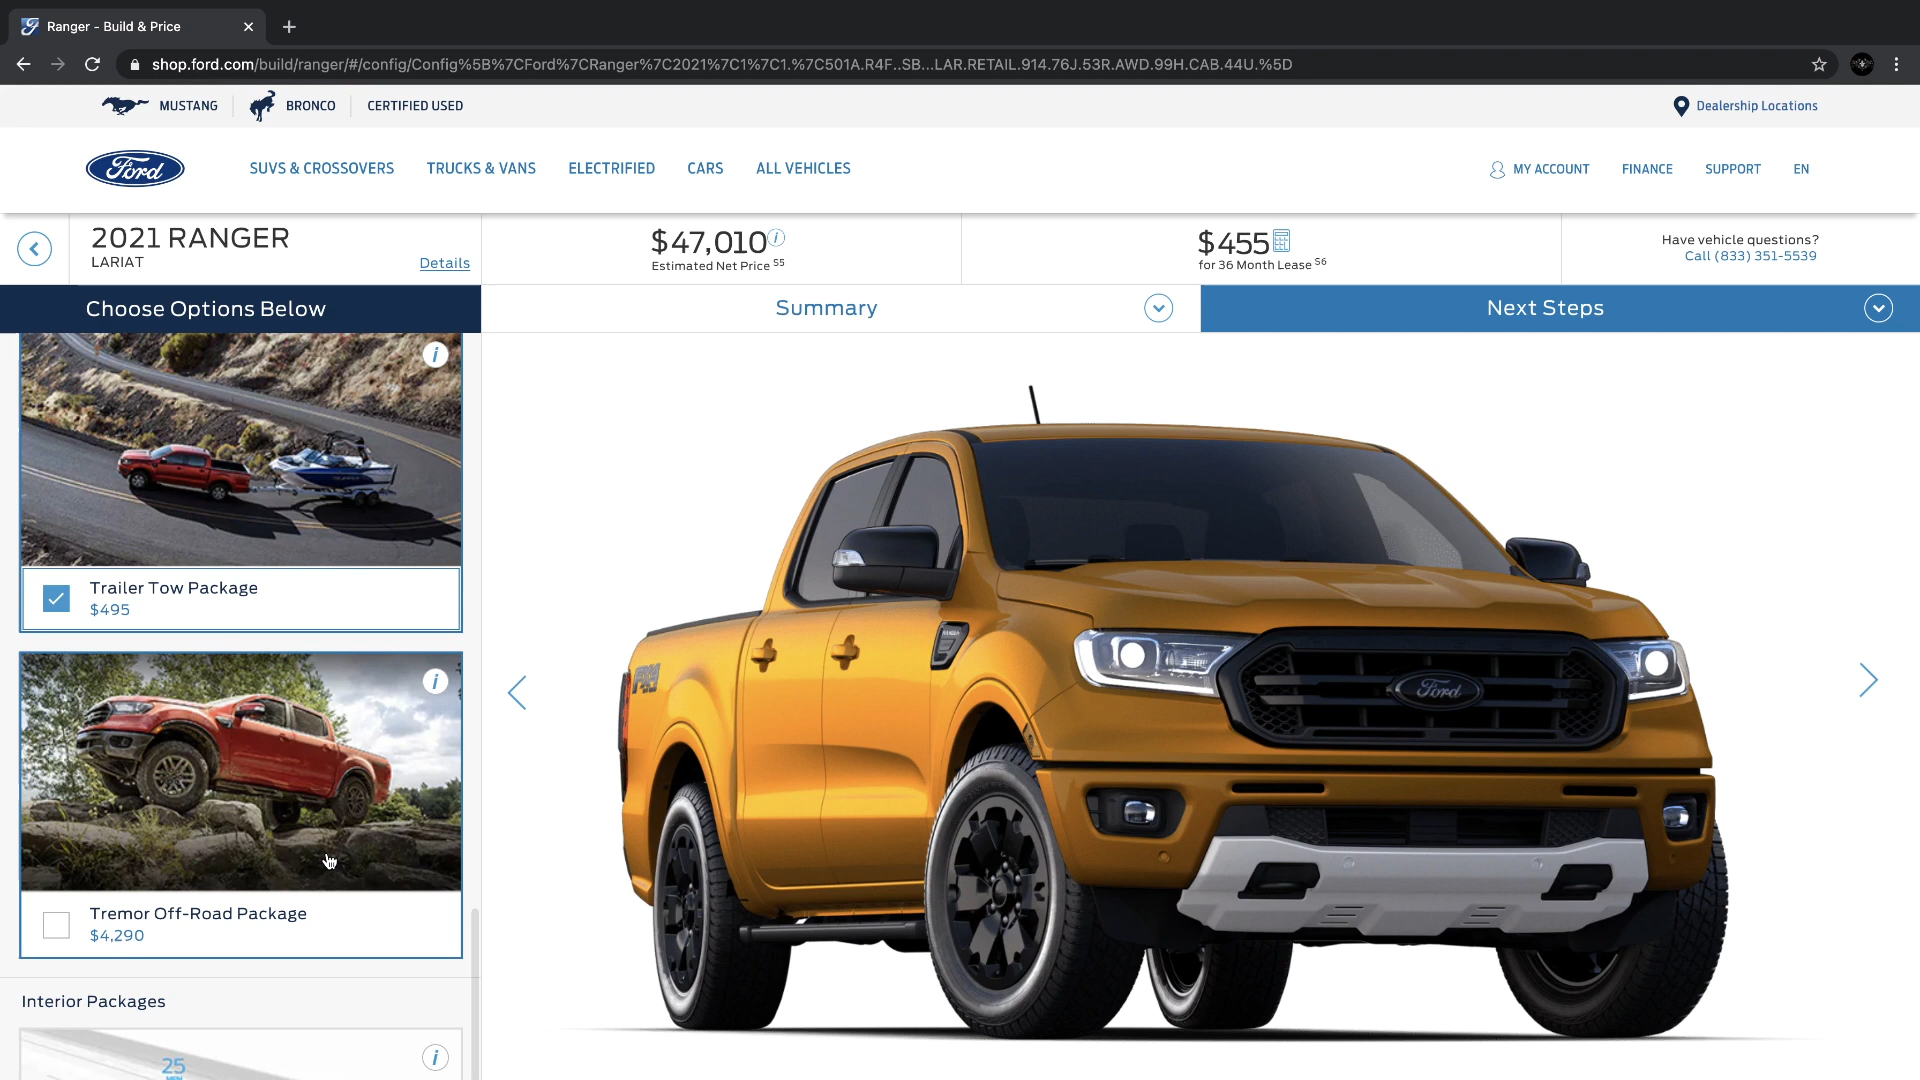 Ranger - Build & Price
shop.ford.com/build/ranger/#/config/Config%5B%7CFord%7CRanger%7C2021%7C1%7C1.%7C501A.R4F..SB...LAR.RETAIL.914.76J.53R.AWD.99H.CAB.44U.%5D
MUSTANG
BRONCO
CERTIFIED USED
Dealership Locations
Ford
SUVS & CROSSOVERS
TRUCKS & VANS
ELECTRIFIED
CARS
ALL VEHICLES
MY ACCOUNT
FINANCE
SUPPORT
EN
2021 RANGER
LARIAT
Details
$47,010
Estimated Net Price S5
$455
for 36 Month Lease S6
Have vehicle questions?
Call (833) 351-5539
Choose Options Below
Summary
Next Steps
Trailer Tow Package
$495
Tremor Off-Road Package
$4,290
Interior Packages
25
FX4
RANGER
Ford